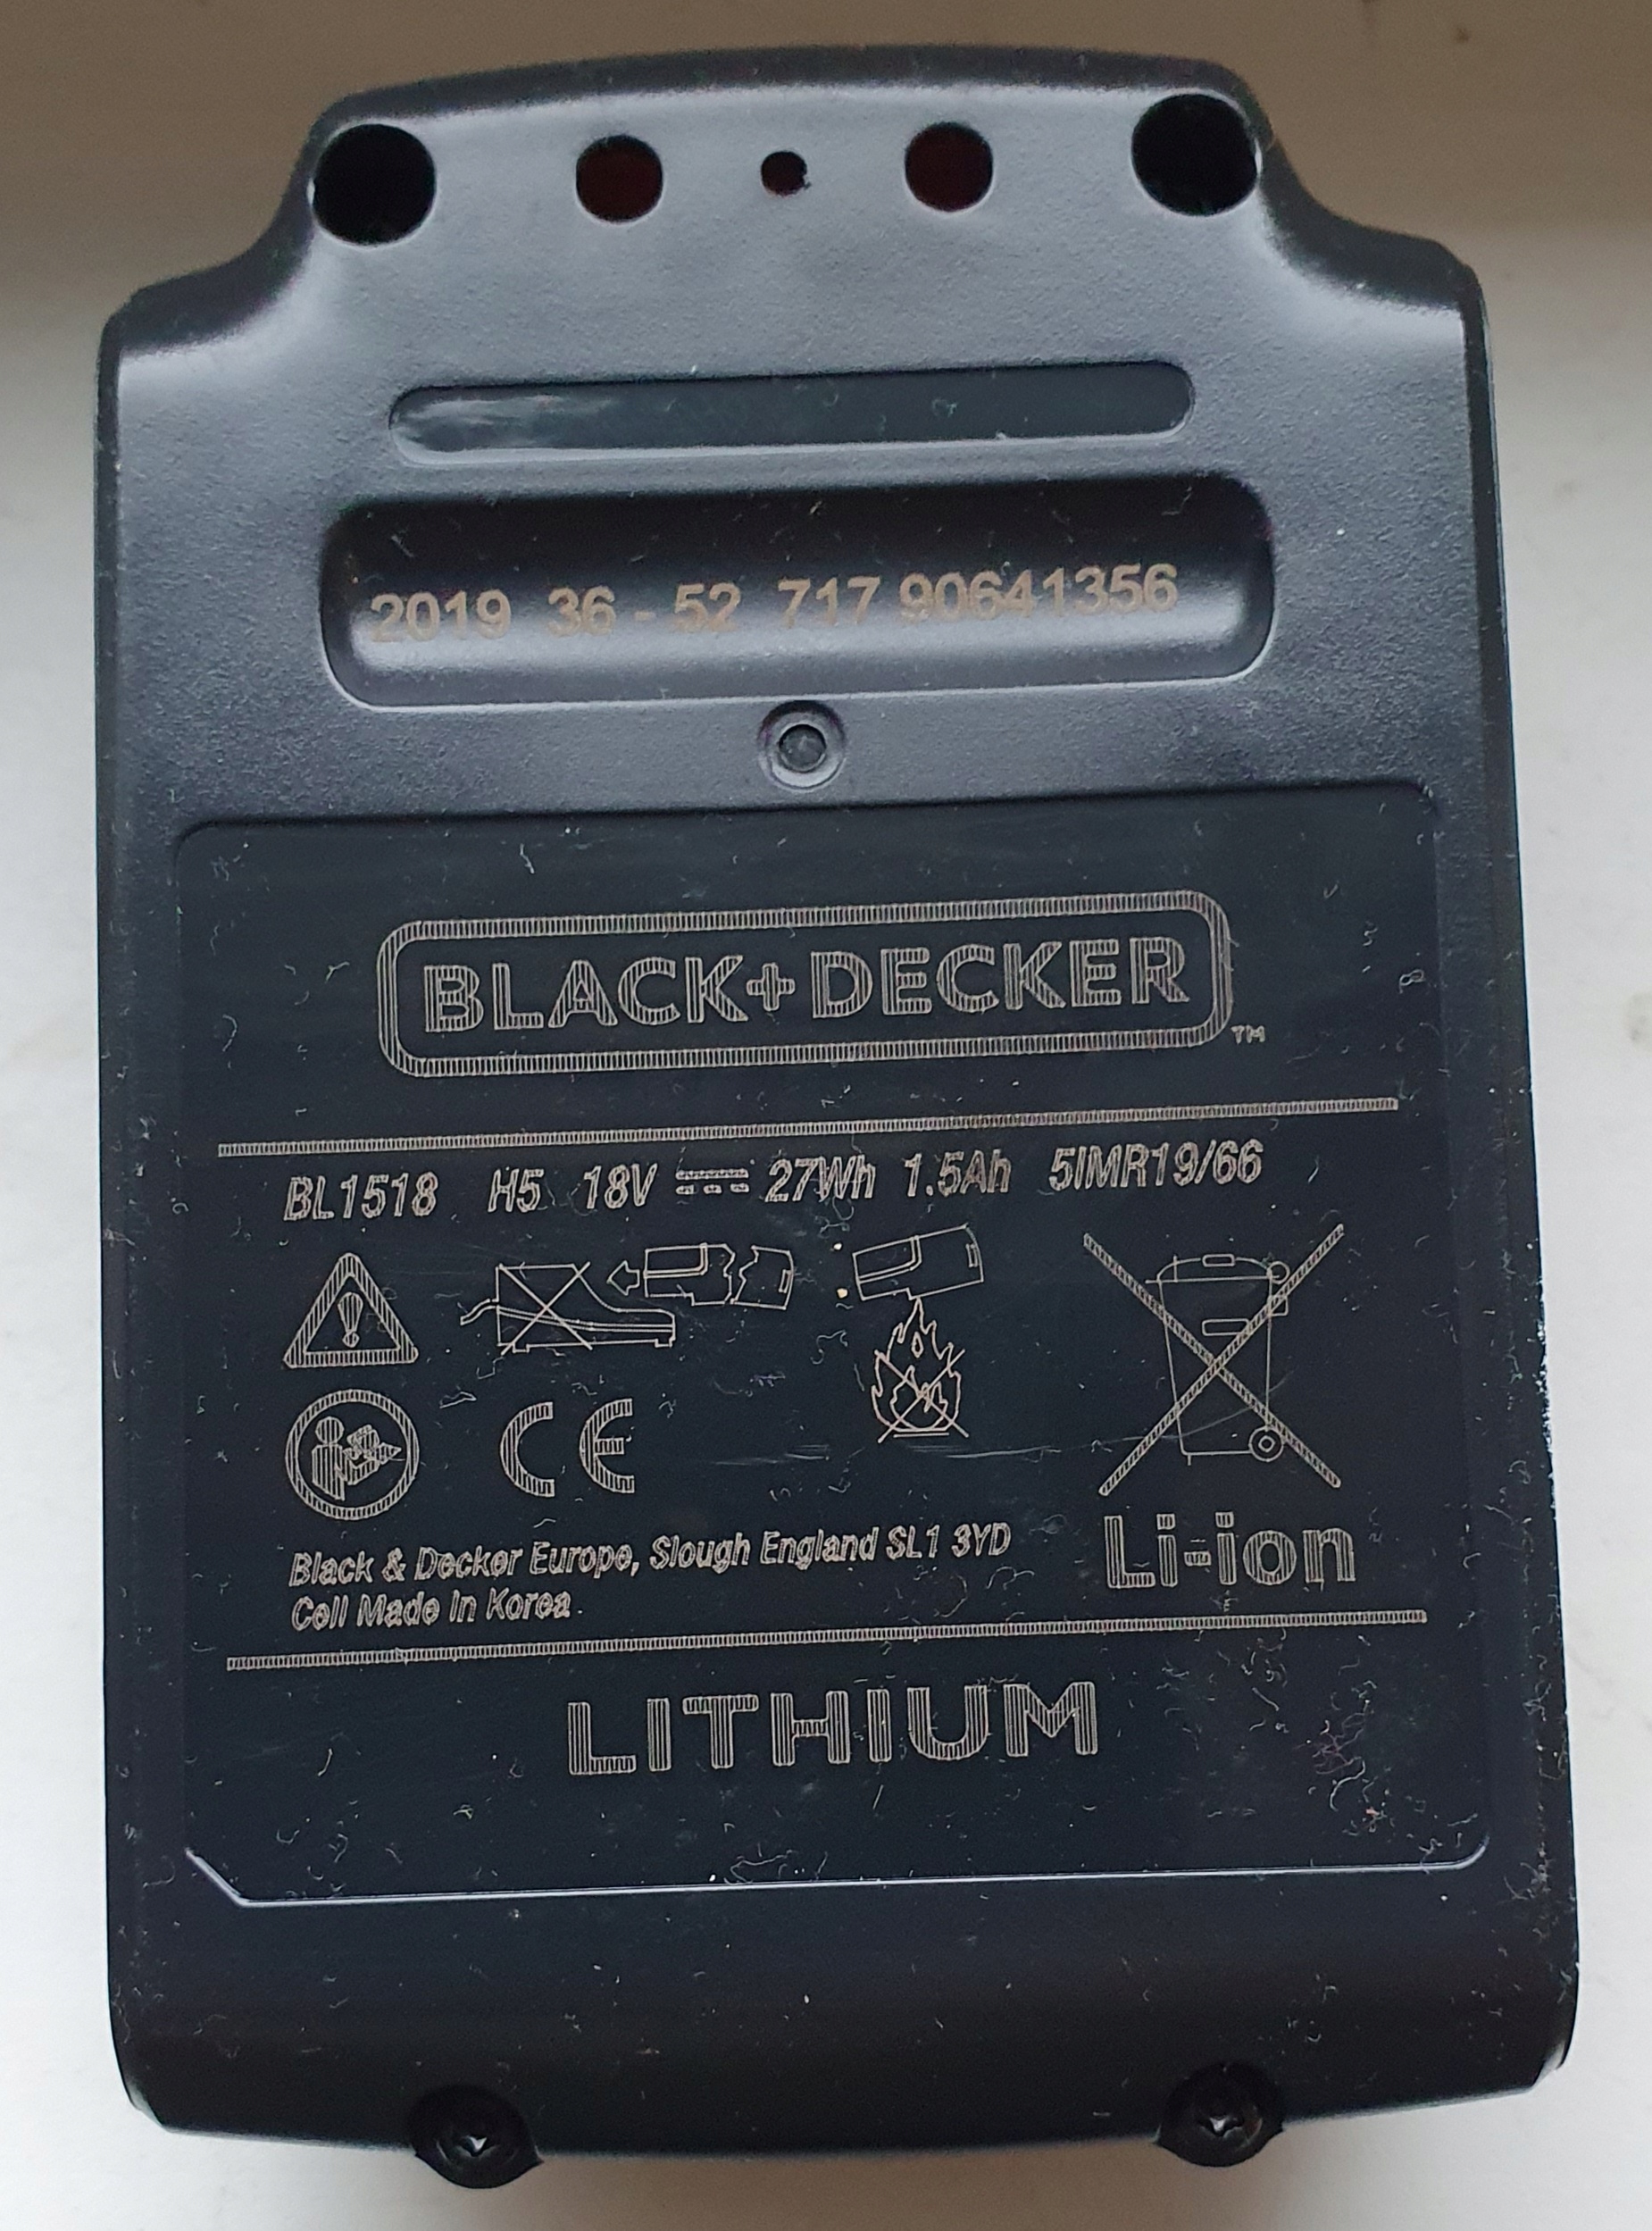 2019 36 - 52 717 90641356
BLACK+DECKER TM
BL1518 H5 18V 27Wh 1.5Ah 5IMR19/66
CE
Li-ion
Black & Decker Europe, Slough England SL1 3YD
Cell Made In Korea
LITHIUM